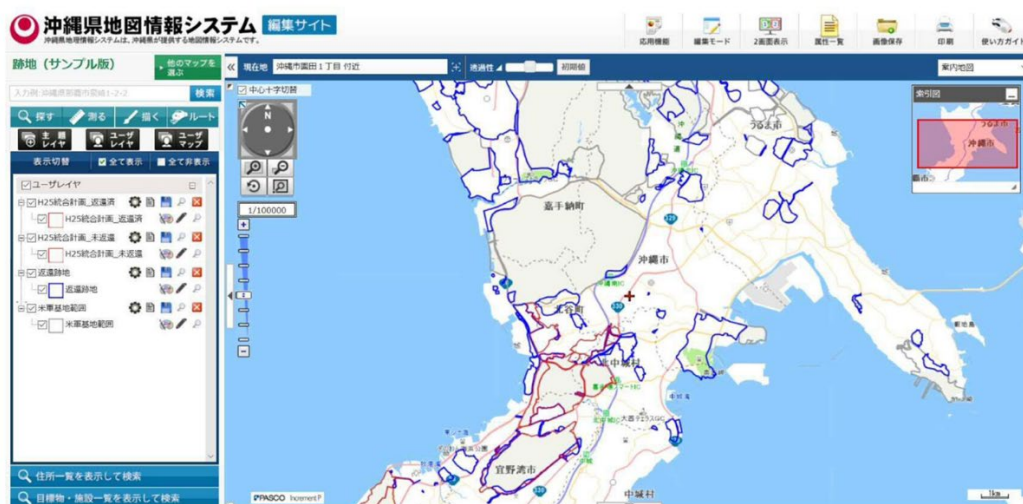 沖縄県地図情報システム 編集サイト
沖縄県地理情報システムは、沖縄県が提供する地図情報システムです。
応用機能 編集モード 2画面表示 属性一覧 画像保存 印刷 使い方ガイド
跡地（サンプル版） 他のマップを選ぶ
現在地 沖縄市園田１丁目 付近 透過性 初期値 案内地図
検索
中心十字切替
探す 測る 描く ルート
主題レイヤ ユーザレイヤ ユーザマップ
表示切替 全て表示 全て非表示
ユーザレイヤ
H25統合計画_返還済
H25統合計画_返還済
H25統合計画_未返還
H25統合計画_未返還
返還跡地
返還跡地
米軍基地範囲
米軍基地範囲
住所一覧を表示して検索
目標物・施設一覧を表示して検索
N
1/100000
索引図
うるま市
沖縄市
うるま市
嘉手納町
沖縄市
北谷町
北中城村
宜野湾市
中城村
329
330
330
PASCO IncrementP
1km